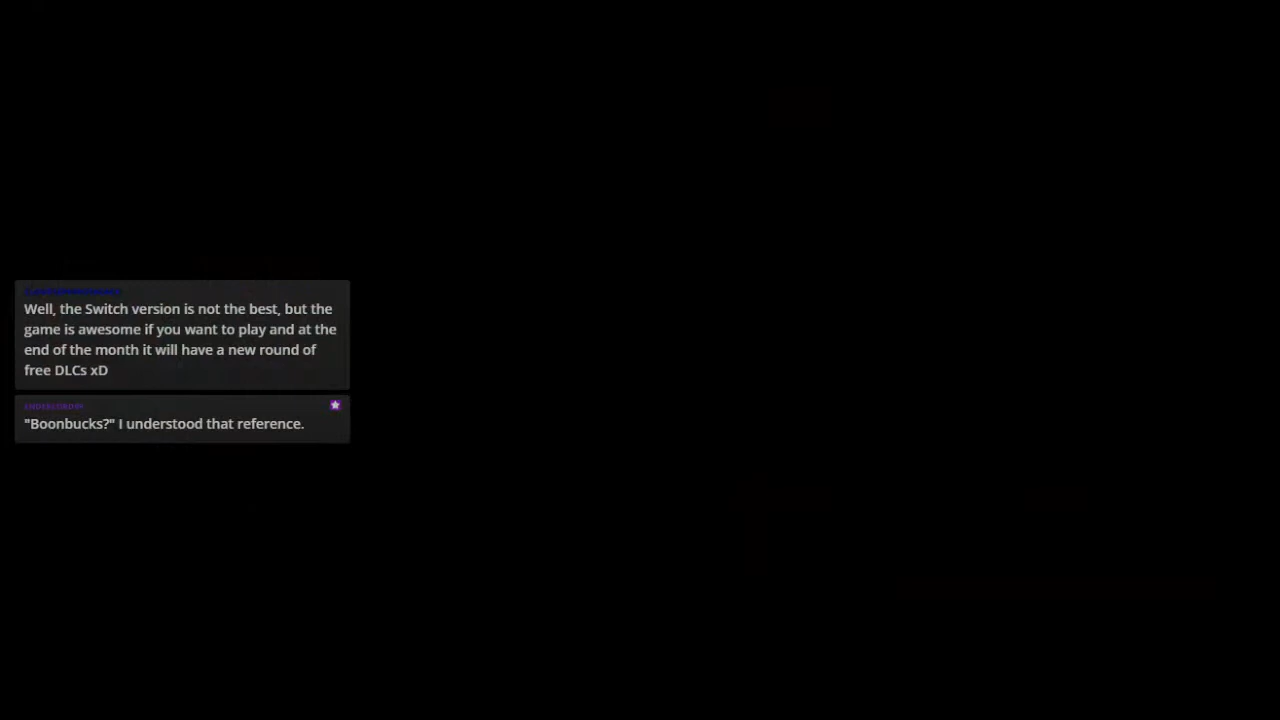 Well, the Switch version is not the best, but the
game is awesome if you want to play and at the
end of the month it will have a new round of
free DLCs xD
"Boonbucks?" I understood that reference.